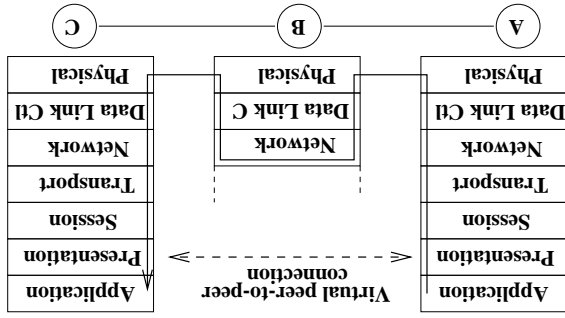 Application
Presentation
Session
Transport
Network
Data Link Ctl
Physical
A
Virtual peer-to-peer
connection
Network
Data Link C
Physical
B
Application
Presentation
Session
Transport
Network
Data Link Ctl
Physical
C